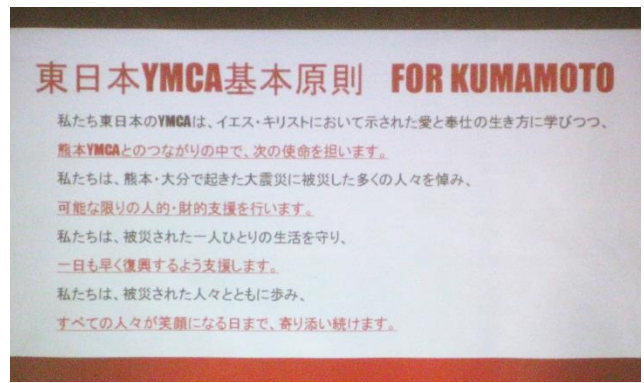 東日本YMCA基本原則 FOR KUMAMOTO
私たち東日本のYMCAは、イエス・キリストにおいて示された愛と奉仕の生き方に学びつつ、
熊本YMCAとのつながりの中で、次の使命を担います。
私たちは、熊本・大分で起きた大震災に被災した多くの人々を悼み、
可能な限りの人的・財的支援を行います。
私たちは、被災された一人ひとりの生活を守り、
一日も早く復興するよう支援します。
私たちは、被災された人々とともに歩み、
すべての人々が笑顔になる日まで、寄り添い続けます。